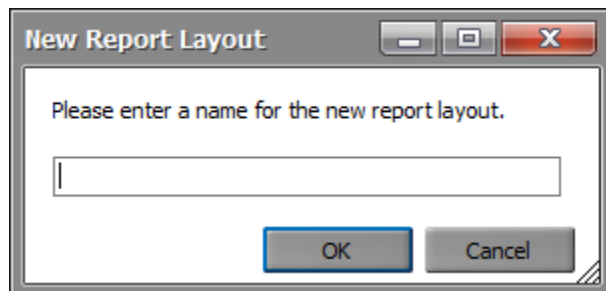 New Report Layout
Please enter a name for the new report layout.
OK
Cancel